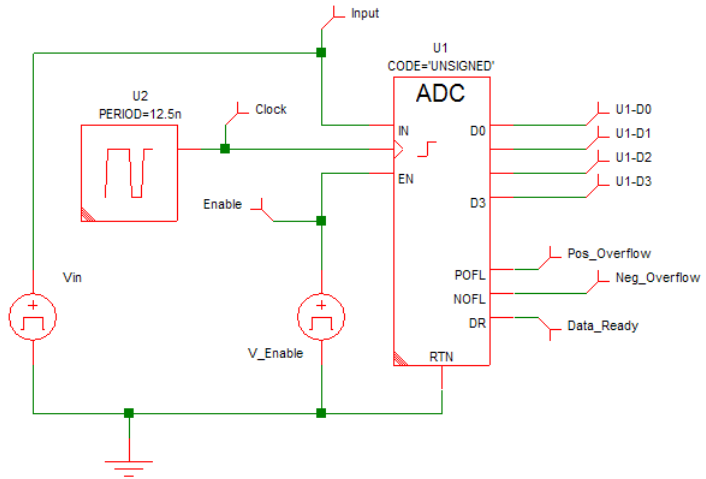 Input
U1
CODE='UNSIGNED'
ADC
U2
PERIOD=12.5n
Clock
IN
EN
D0
D3
U1-D0
U1-D1
U1-D2
U1-D3
Enable
POFL
NOFL
DR
Pos_Overflow
Neg_Overflow
Data_Ready
Vin
V_Enable
RTN